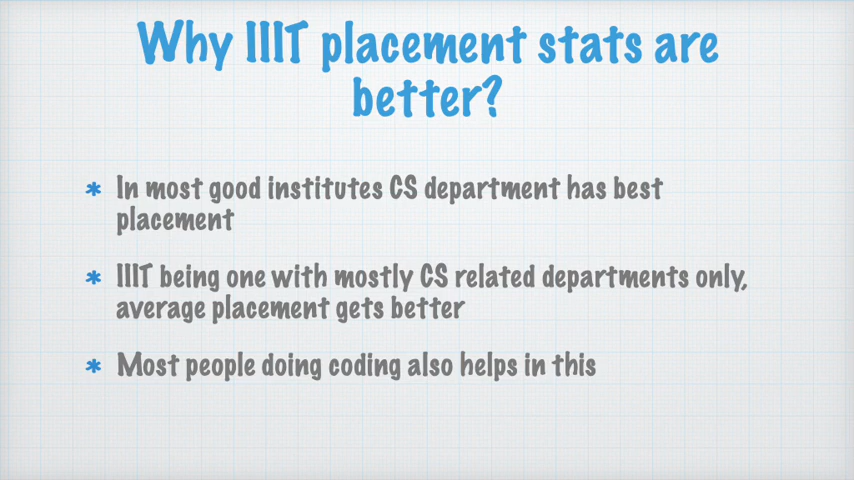 Why IIIT placement stats are
better?
* In most good institutes CS department has best
placement
* IIIT being one with mostly CS related departments only,
average placement gets better
* Most people doing coding also helps in this